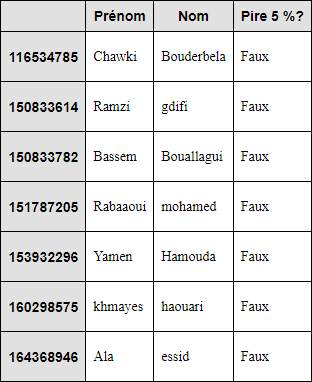 Prénom Nom Pire 5 %?
116534785 Chawki Bouderbela Faux
150833614 Ramzi gdifi Faux
150833782 Bassem Bouallagui Faux
151787205 Rabaaoui mohamed Faux
153932296 Yamen Hamouda Faux
160298575 khmayes haouari Faux
164368946 Ala essid Faux